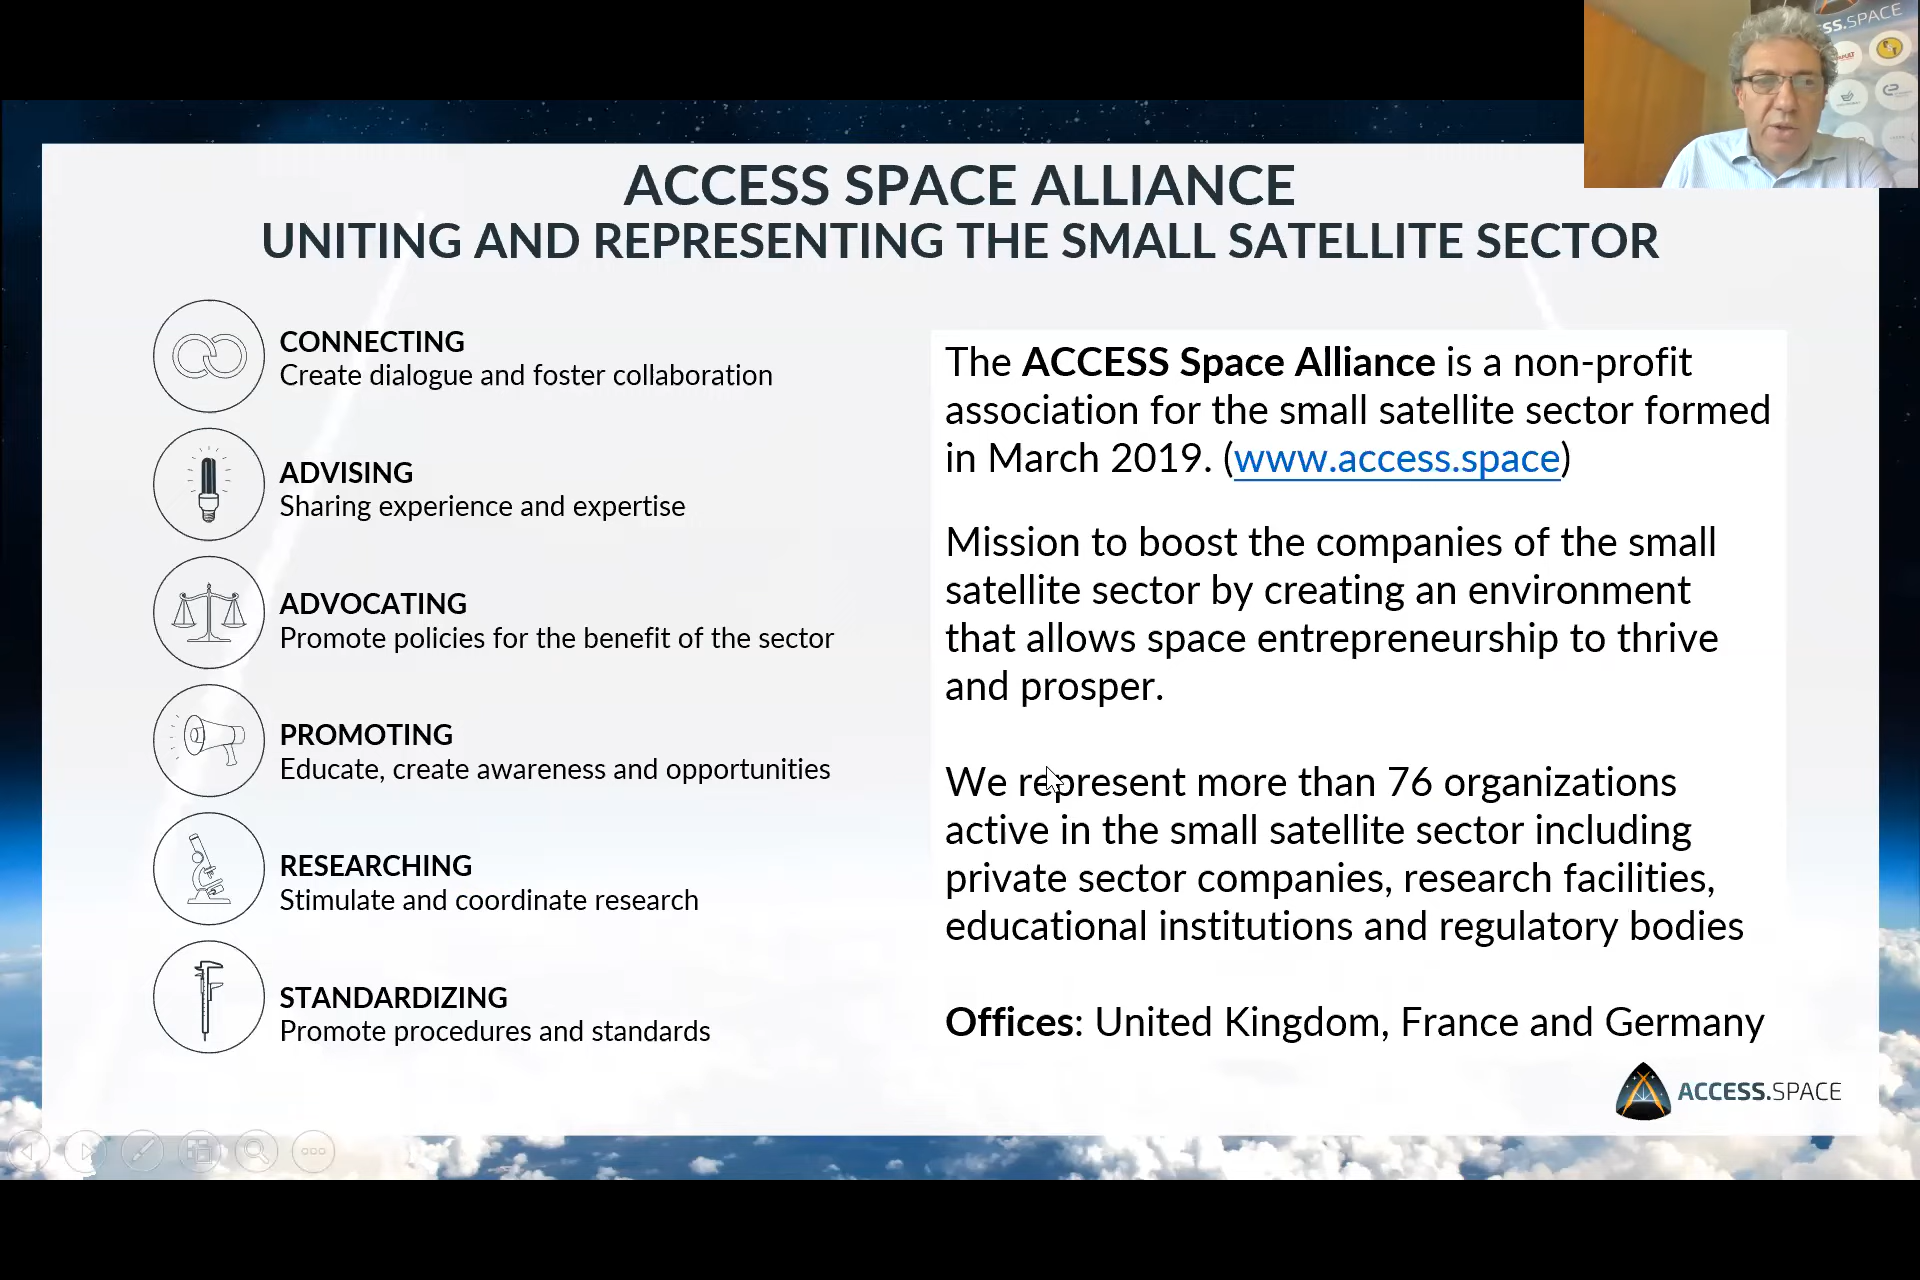 SS.SPACE
ACCESS SPACE ALLIANCE
UNITING AND REPRESENTING THE SMALL SATELLITE SECTOR
CONNECTING
Create dialogue and foster collaboration
ADVISING
Sharing experience and expertise
ADVOCATING
Promote policies for the benefit of the sector
PROMOTING
Educate, create awareness and opportunities
RESEARCHING
Stimulate and coordinate research
STANDARDIZING
Promote procedures and standards
The ACCESS Space Alliance is a non-profit
association for the small satellite sector formed
in March 2019. (www.access.space)
Mission to boost the companies of the small
satellite sector by creating an environment
that allows space entrepreneurship to thrive
and prosper.
We represent more than 76 organizations
active in the small satellite sector including
private sector companies, research facilities,
educational institutions and regulatory bodies
Offices: United Kingdom, France and Germany
ACCESS.SPACE